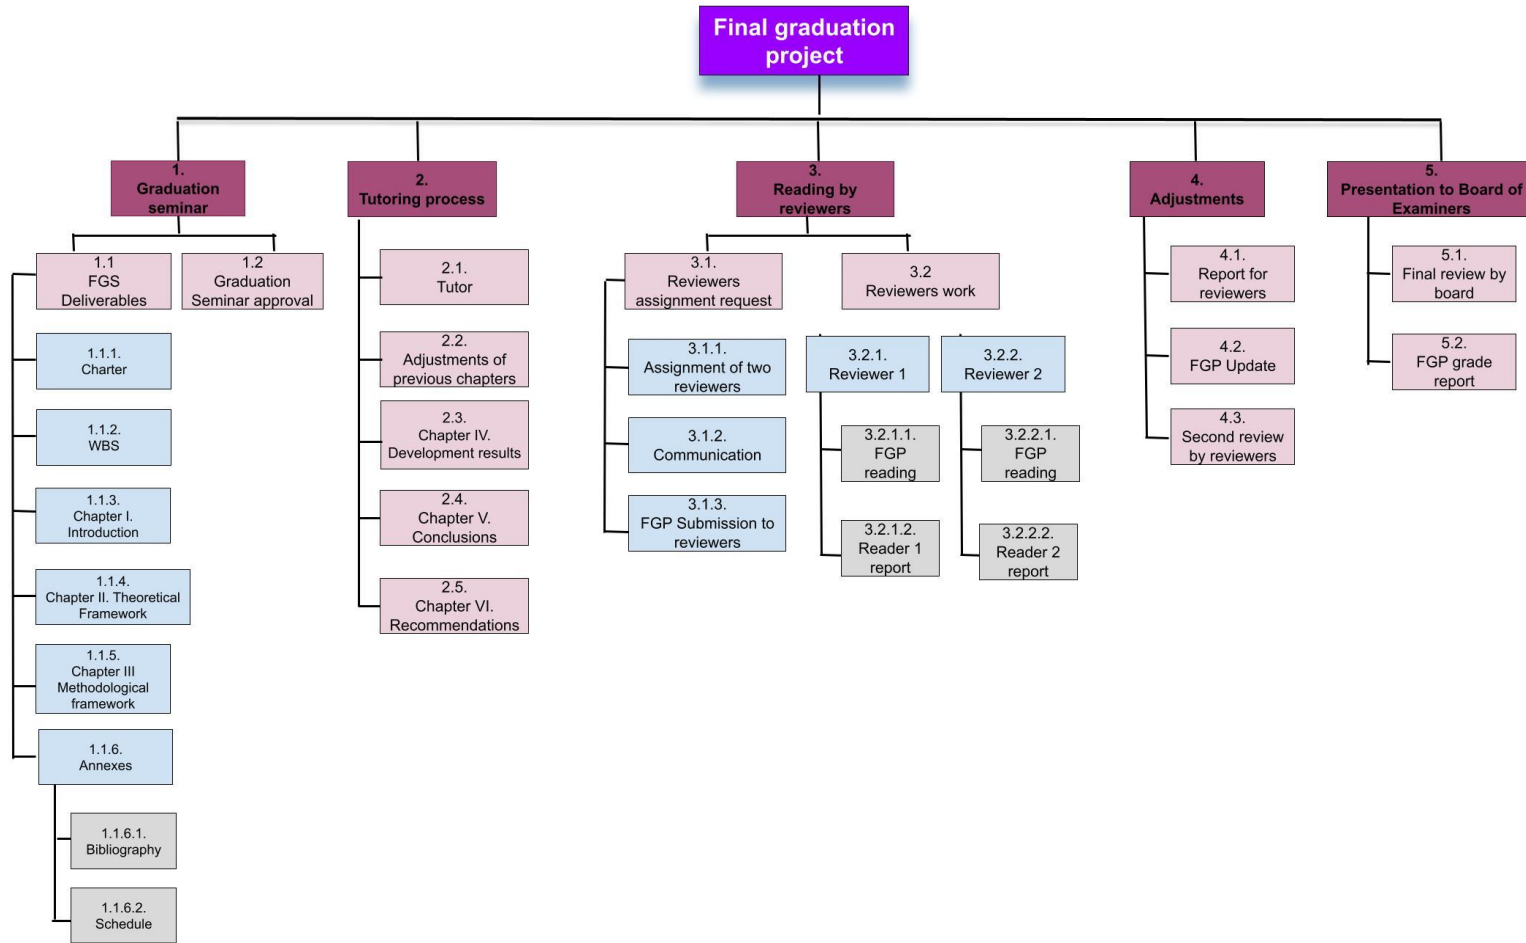 Final graduation
project
1.
Graduation
seminar
2.
Tutoring process
3.
Reading by
reviewers
4.
Adjustments
5.
Presentation to Board of
Examiners
1.1
FGS
Deliverables
1.2
Graduation
Seminar approval
1.1.1.
Charter
1.1.2.
WBS
1.1.3.
Chapter I.
Introduction
1.1.4.
Chapter II. Theoretical
Framework
1.1.5.
Chapter III
Methodological
framework
1.1.6.
Annexes
1.1.6.1.
Bibliography
1.1.6.2.
Schedule
2.1.
Tutor
2.2.
Adjustments of
previous chapters
2.3.
Chapter IV.
Development results
2.4.
Chapter V.
Conclusions
2.5.
Chapter VI.
Recommendations
3.1.
Reviewers
assignment request
3.2
Reviewers work
3.1.1.
Assignment of two
reviewers
3.1.2.
Communication
3.1.3.
FGP Submission to
reviewers
3.2.1.
Reviewer 1
3.2.2.
Reviewer 2
3.2.1.1.
FGP
reading
3.2.1.2.
Reader 1
report
3.2.2.1.
FGP
reading
3.2.2.2.
Reader 2
report
4.1.
Report for
reviewers
4.2.
FGP Update
4.3.
Second review
by reviewers
5.1.
Final review by
board
5.2.
FGP grade
report